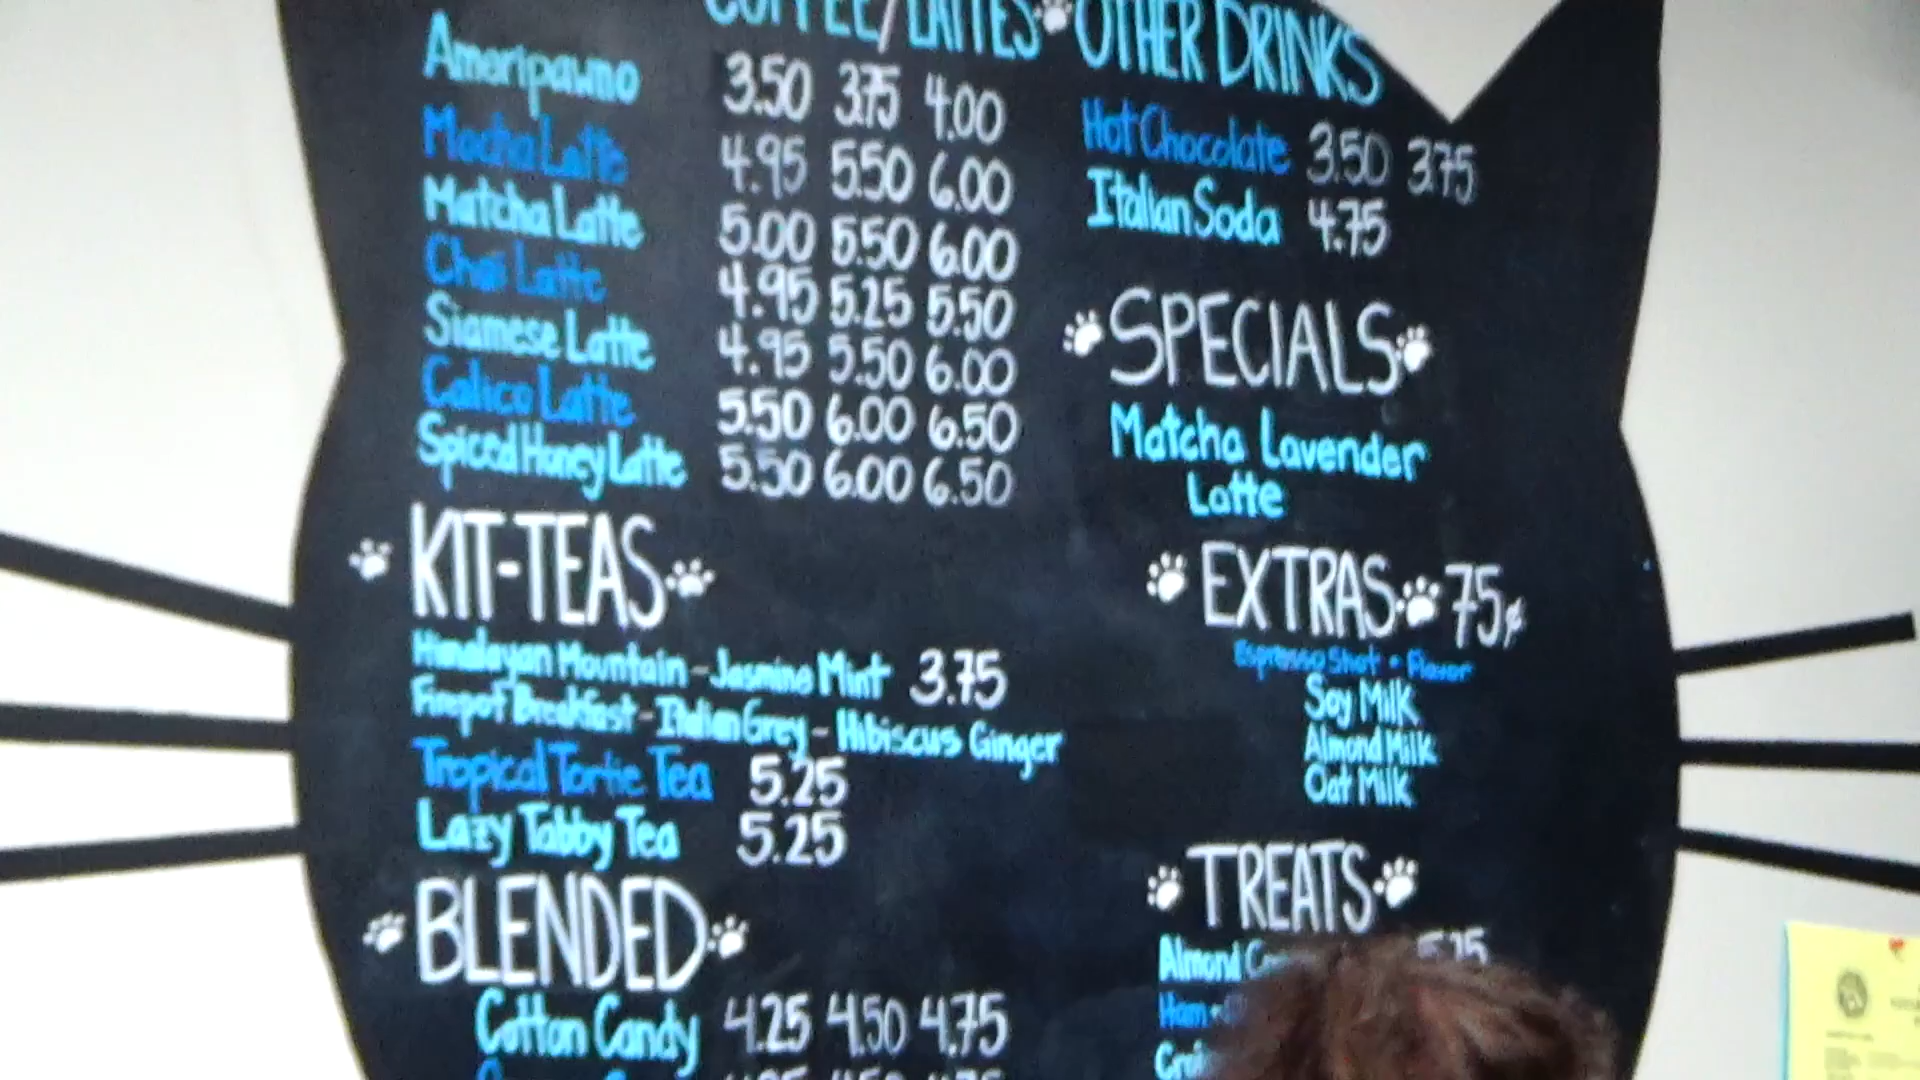 COFFEE/LATTES
Ameripawno 3.50 3.75 4.00
Mocha Latte 4.95 5.50 6.00
Matcha Latte 5.00 5.50 6.00
Chai Latte 4.95 5.25 5.50
Siamese Latte 4.95 5.50 6.00
Calico Latte 5.50 6.00 6.50
Spiced Honey Latte 5.50 6.00 6.50
KIT-TEAS
Himalayan Mountain - Jasmine Mint 3.75
Firepot Breakfast - Italian Grey - Hibiscus Ginger
Tropical Tortie Tea 5.25
Lazy Tabby Tea 5.25
BLENDED
Cotton Candy 4.25 4.50 4.75
OTHER DRINKS
Hot Chocolate 3.50 3.75
Italian Soda 4.75
SPECIALS
Matcha Lavender
Latte
EXTRAS 75¢
Espresso Shot • Flavor
Soy Milk
Almond Milk
Oat Milk
TREATS
Almond
Ham